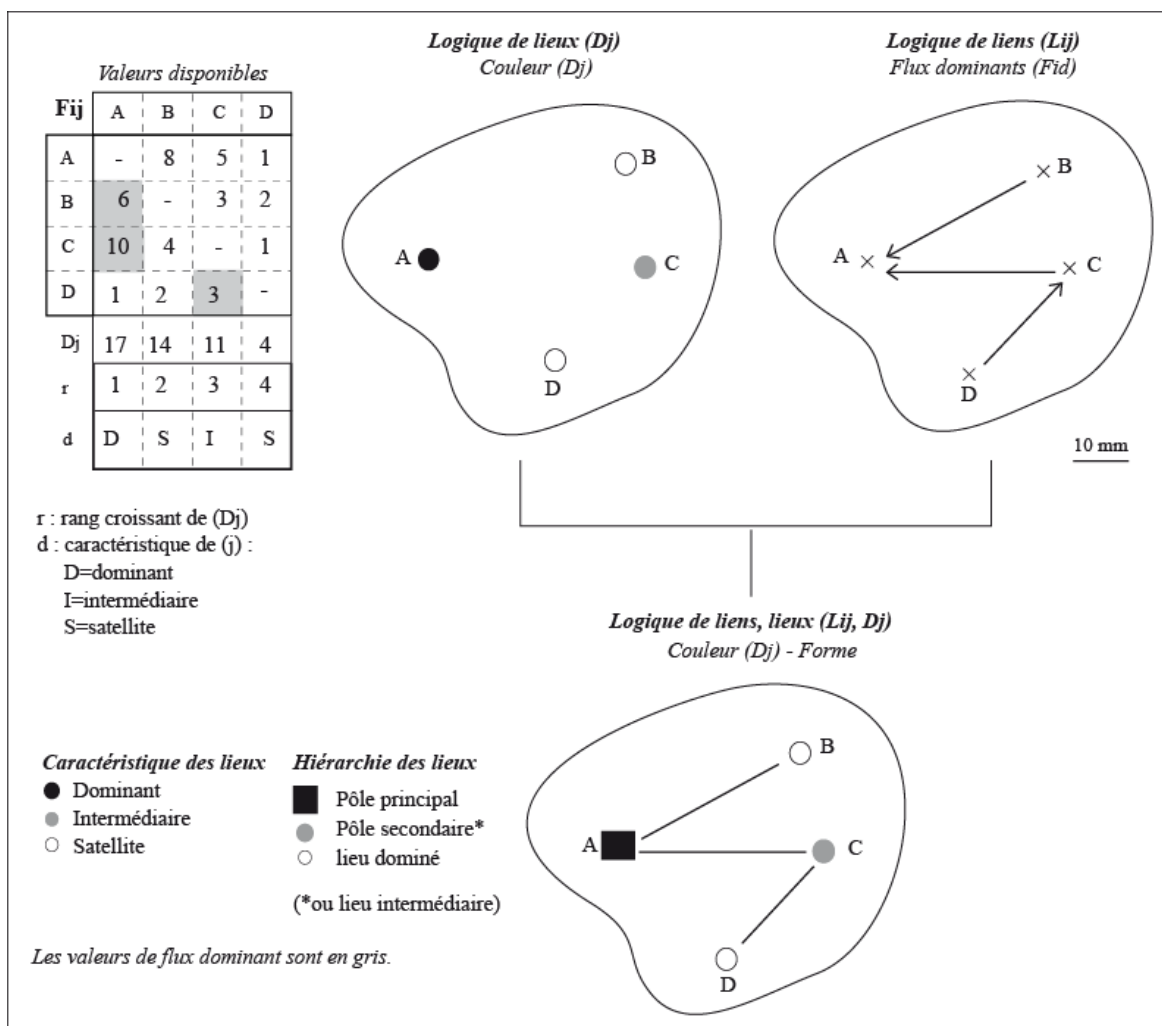 Valeurs disponibles
Fij A B C D
A - 8 5 1
B 6 - 3 2
C 10 4 - 1
D 1 2 3 -
Dj 17 14 11 4
r 1 2 3 4
d D S I S
r : rang croissant de (Dj)
d : caractéristique de (j) :
D=dominant
I=intermédiaire
S=satellite
Logique de lieux (Dj)
Couleur (Dj)
B
A
C
D
Logique de liens (Lij)
Flux dominants (Fid)
B
A
C
D
10 mm
Logique de liens, lieux (Lij, Dj)
Couleur (Dj) - Forme
B
A
C
D
Caractéristique des lieux
Dominant
Intermédiaire
Satellite
Hiérarchie des lieux
Pôle principal
Pôle secondaire*
lieu dominé
(*ou lieu intermédiaire)
Les valeurs de flux dominant sont en gris.